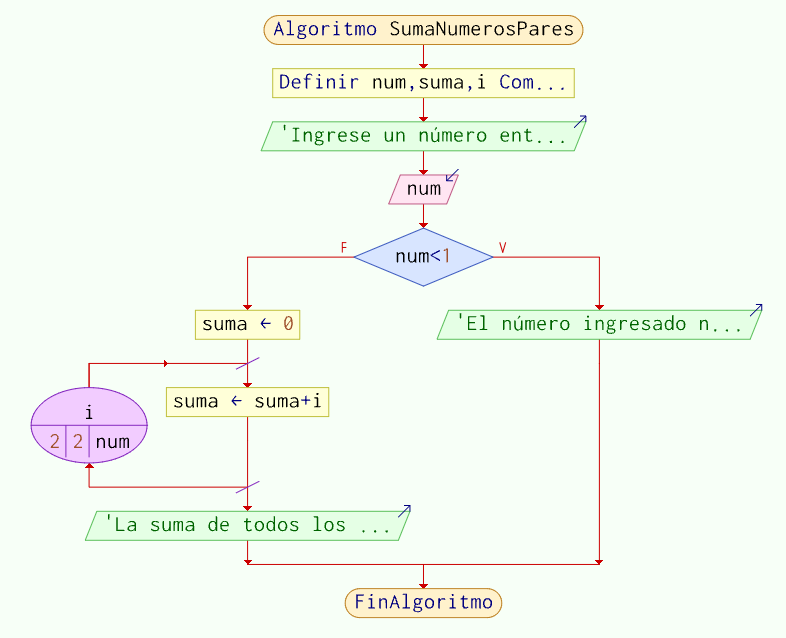 Algoritmo SumaNumerosPares
Definir num,suma,i Com...
'Ingrese un número ent...
num
num<1
F
V
suma ← 0
'El número ingresado n...
suma ← suma+i
i
2 2 num
'La suma de todos los ...
FinAlgoritmo